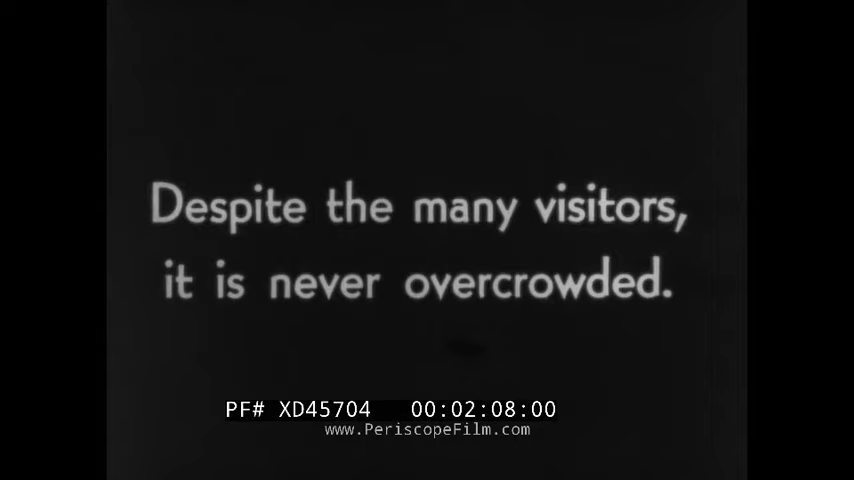 Despite the many visitors,
it is never overcrowded.
PF# XD45704 00:02:08:00
www.PeriscopeFilm.com